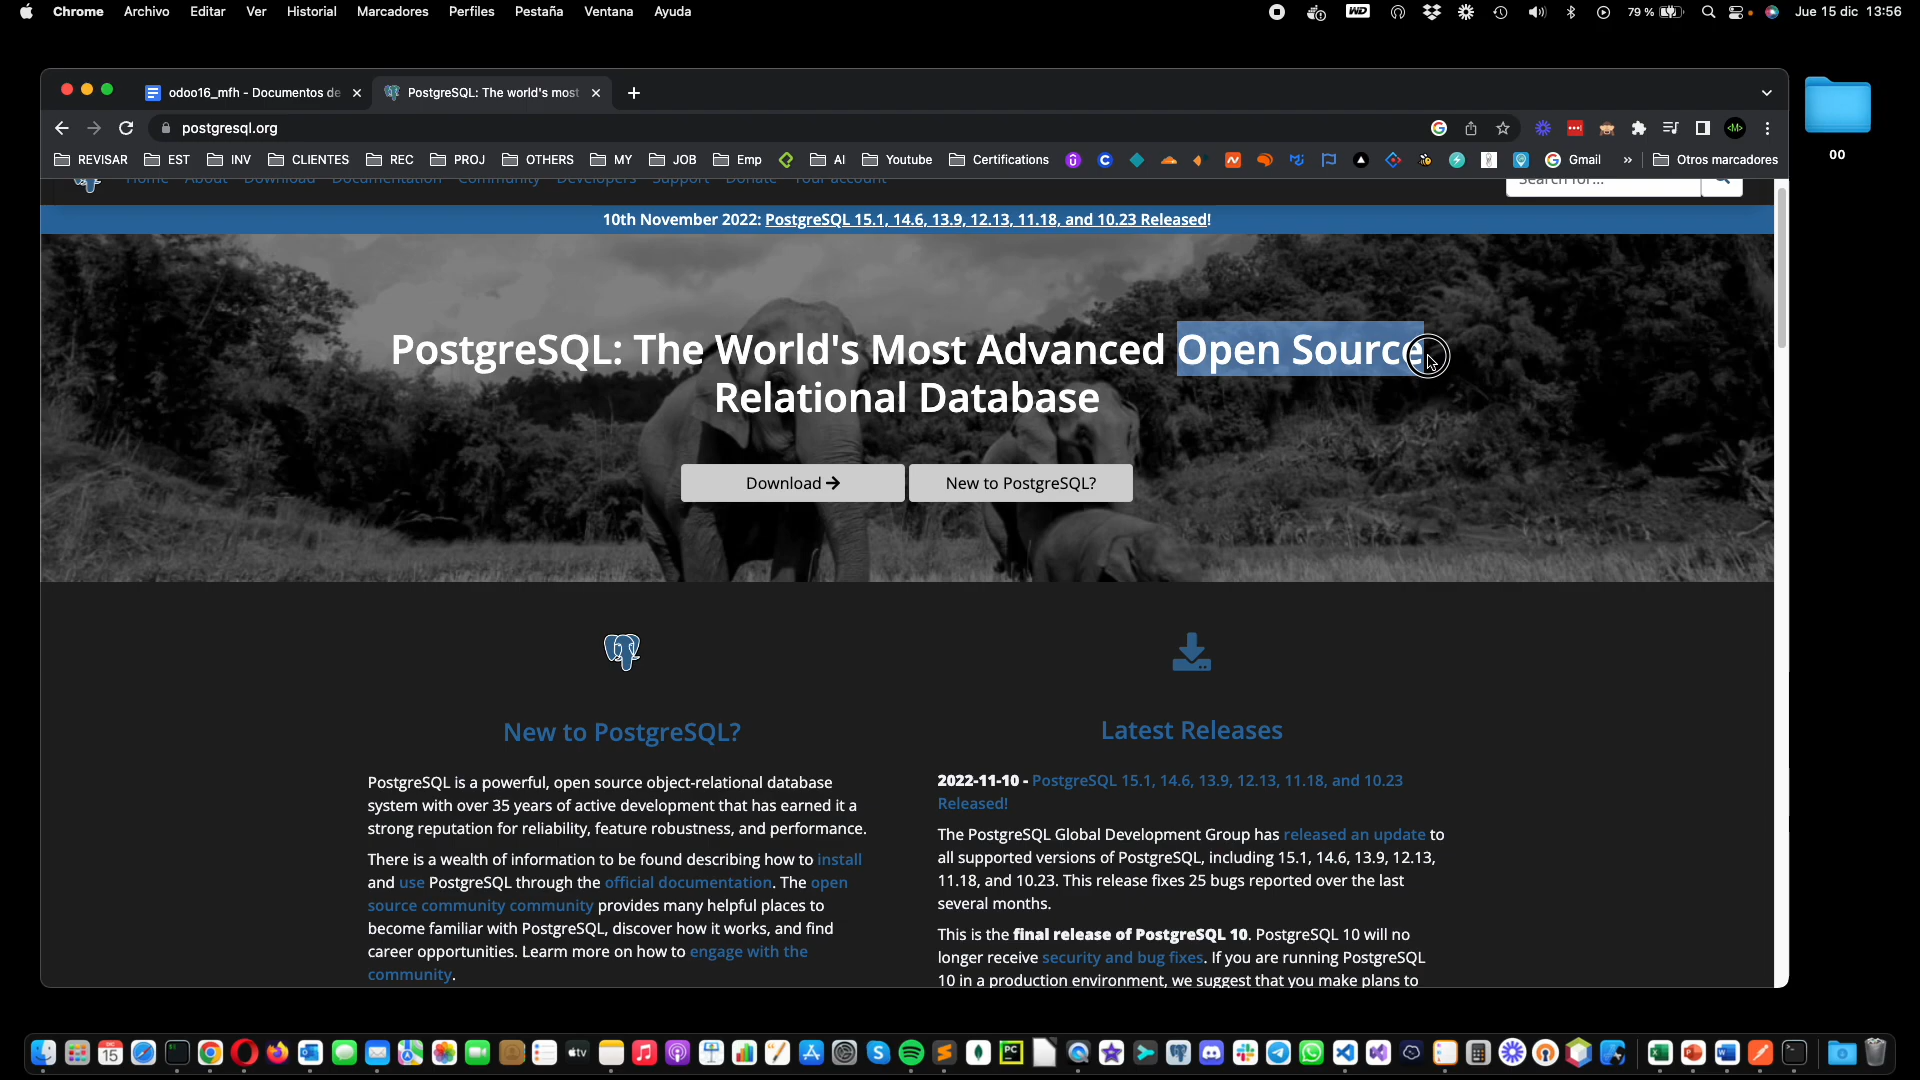 Chrome Archivo Editar Ver Historial Marcadores Perfiles Pestaña Ventana Ayuda
WD
79 %
Jue 15 dic 13:56
odoo16_mfh - Documentos de
PostgreSQL: The world's most
postgresql.org
REVISAR EST INV CLIENTES REC PROJ OTHERS MY JOB Emp AI Youtube Certifications Gmail » Otros marcadores
00
Home About Download Documentation Community Developers Support Donate Your account
Search for...
10th November 2022: PostgreSQL 15.1, 14.6, 13.9, 12.13, 11.18, and 10.23 Released!
PostgreSQL: The World's Most Advanced Open Source
Relational Database
Download
New to PostgreSQL?
New to PostgreSQL?
PostgreSQL is a powerful, open source object-relational database
system with over 35 years of active development that has earned it a
strong reputation for reliability, feature robustness, and performance.
There is a wealth of information to be found describing how to install
and use PostgreSQL through the official documentation. The open
source community community provides many helpful places to
become familiar with PostgreSQL, discover how it works, and find
career opportunities. Learm more on how to engage with the
community.
Latest Releases
2022-11-10 - PostgreSQL 15.1, 14.6, 13.9, 12.13, 11.18, and 10.23
Released!
The PostgreSQL Global Development Group has released an update to
all supported versions of PostgreSQL, including 15.1, 14.6, 13.9, 12.13,
11.18, and 10.23. This release fixes 25 bugs reported over the last
several months.
This is the final release of PostgreSQL 10. PostgreSQL 10 will no
longer receive security and bug fixes. If you are running PostgreSQL
10 in a production environment, we suggest that you make plans to
15
tv
PC